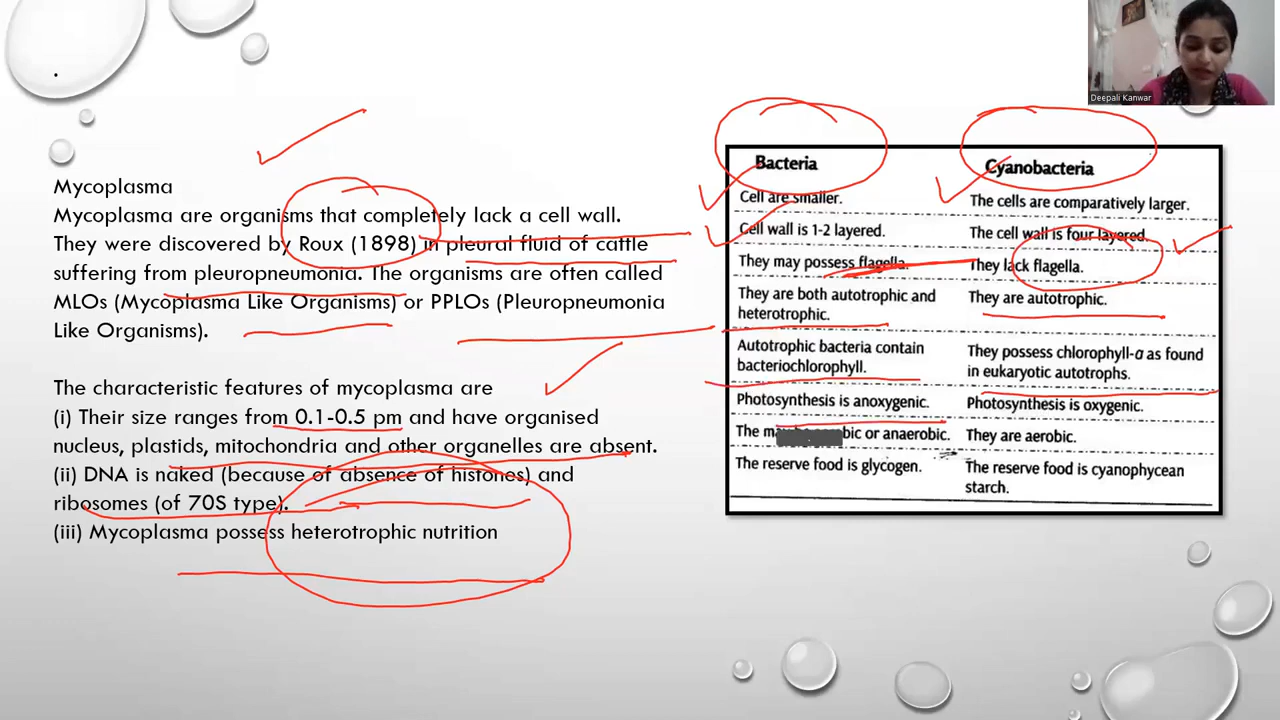 Deepali Kanwar
Mycoplasma
Mycoplasma are organisms that completely lack a cell wall.
They were discovered by Roux (1898) in pleural fluid of cattle
suffering from pleuropneumonia. The organisms are often called
MLOs (Mycoplasma Like Organisms) or PPLOs (Pleuropneumonia
Like Organisms).
The characteristic features of mycoplasma are
(i) Their size ranges from 0.1-0.5 pm and have organised
nucleus, plastids, mitochondria and other organelles are absent.
(ii) DNA is naked (because of absence of histones) and
ribosomes (of 70S type).
(iii) Mycoplasma possess heterotrophic nutrition
Bacteria
Cyanobacteria
Cell are smaller.
The cells are comparatively larger.
Cell wall is 1-2 layered.
The cell wall is four layered.
They may possess flagella.
They lack flagella.
They are both autotrophic and
heterotrophic.
They are autotrophic.
Autotrophic bacteria contain
bacteriochlorophyll.
They possess chlorophyll-a as found
in eukaryotic autotrophs.
Photosynthesis is anoxygenic.
Photosynthesis is oxygenic.
The or anaerobic.
They are aerobic.
The reserve food is glycogen.
The reserve food is cyanophycean
starch.